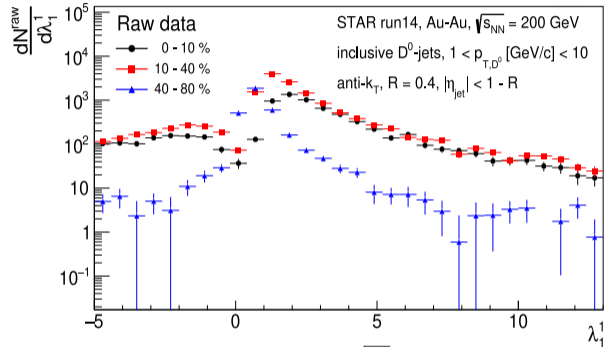 dN^raw
dλ_1^1
Raw data
0 - 10 %
10 - 40 %
40 - 80 %
STAR run14, Au-Au, √s_NN = 200 GeV
inclusive D^0-jets, 1 < p_T,D^0 [GeV/c] < 10
anti-k_T, R = 0.4, |η_jet| < 1 - R
10^5
10^4
10^3
10^2
10
1
10^-1
-5
0
5
10
λ_1^1